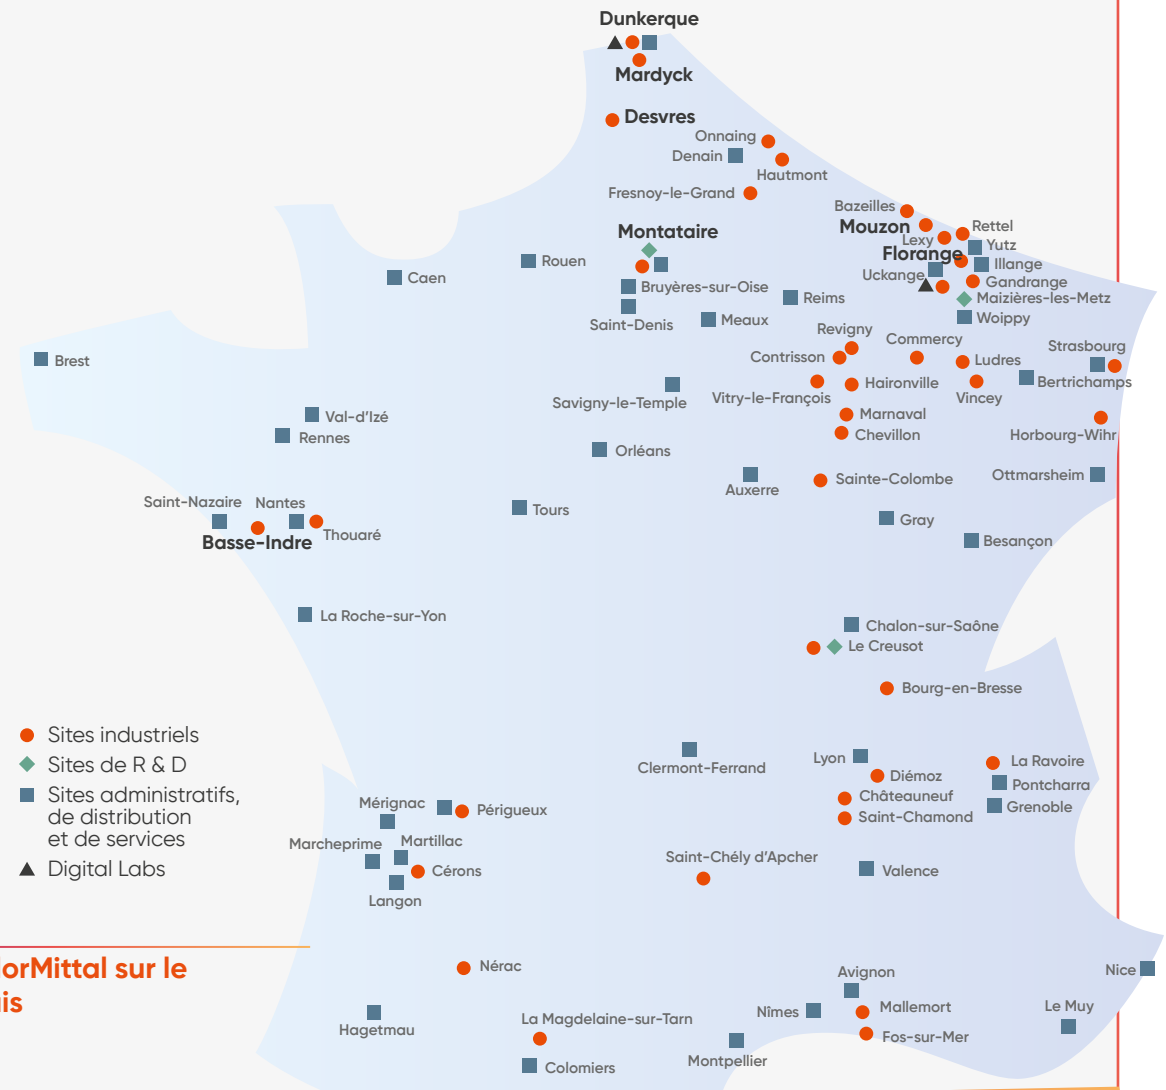 Dunkerque
Mardyck
Desvres
Onnaing
Denain
Hautmont
Fresnoy-le-Grand
Bazeilles
Mouzon
Rettel
Lexy
Yutz
Montataire
Florange
Illange
Rouen
Uckange
Caen
Gandrange
Bruyères-sur-Oise
Reims
Maizières-les-Metz
Saint-Denis
Meaux
Woippy
Revigny
Commercy
Strasbourg
Brest
Contrisson
Ludres
Haironville
Bertrichamps
Savigny-le-Temple
Vitry-le-François
Vincey
Val-d'Izé
Marnaval
Rennes
Chevillon
Horbourg-Wihr
Orléans
Auxerre
Sainte-Colombe
Ottmarsheim
Saint-Nazaire
Nantes
Tours
Gray
Thouaré
Basse-Indre
Besançon
La Roche-sur-Yon
Chalon-sur-Saône
Le Creusot
Bourg-en-Bresse
Sites industriels
Sites de R & D
Sites administratifs,
de distribution
et de services
Digital Labs
Clermont-Ferrand
Lyon
La Ravoire
Diémoz
Pontcharra
Châteauneuf
Grenoble
Mérignac
Périgueux
Saint-Chamond
Marcheprime
Martillac
Saint-Chély d'Apcher
Cérons
Valence
Langon
lorMittal sur le
is
Nérac
Avignon
Nice
Hagetmau
La Magdelaine-sur-Tarn
Nîmes
Mallemort
Le Muy
Fos-sur-Mer
Montpellier
Colomiers